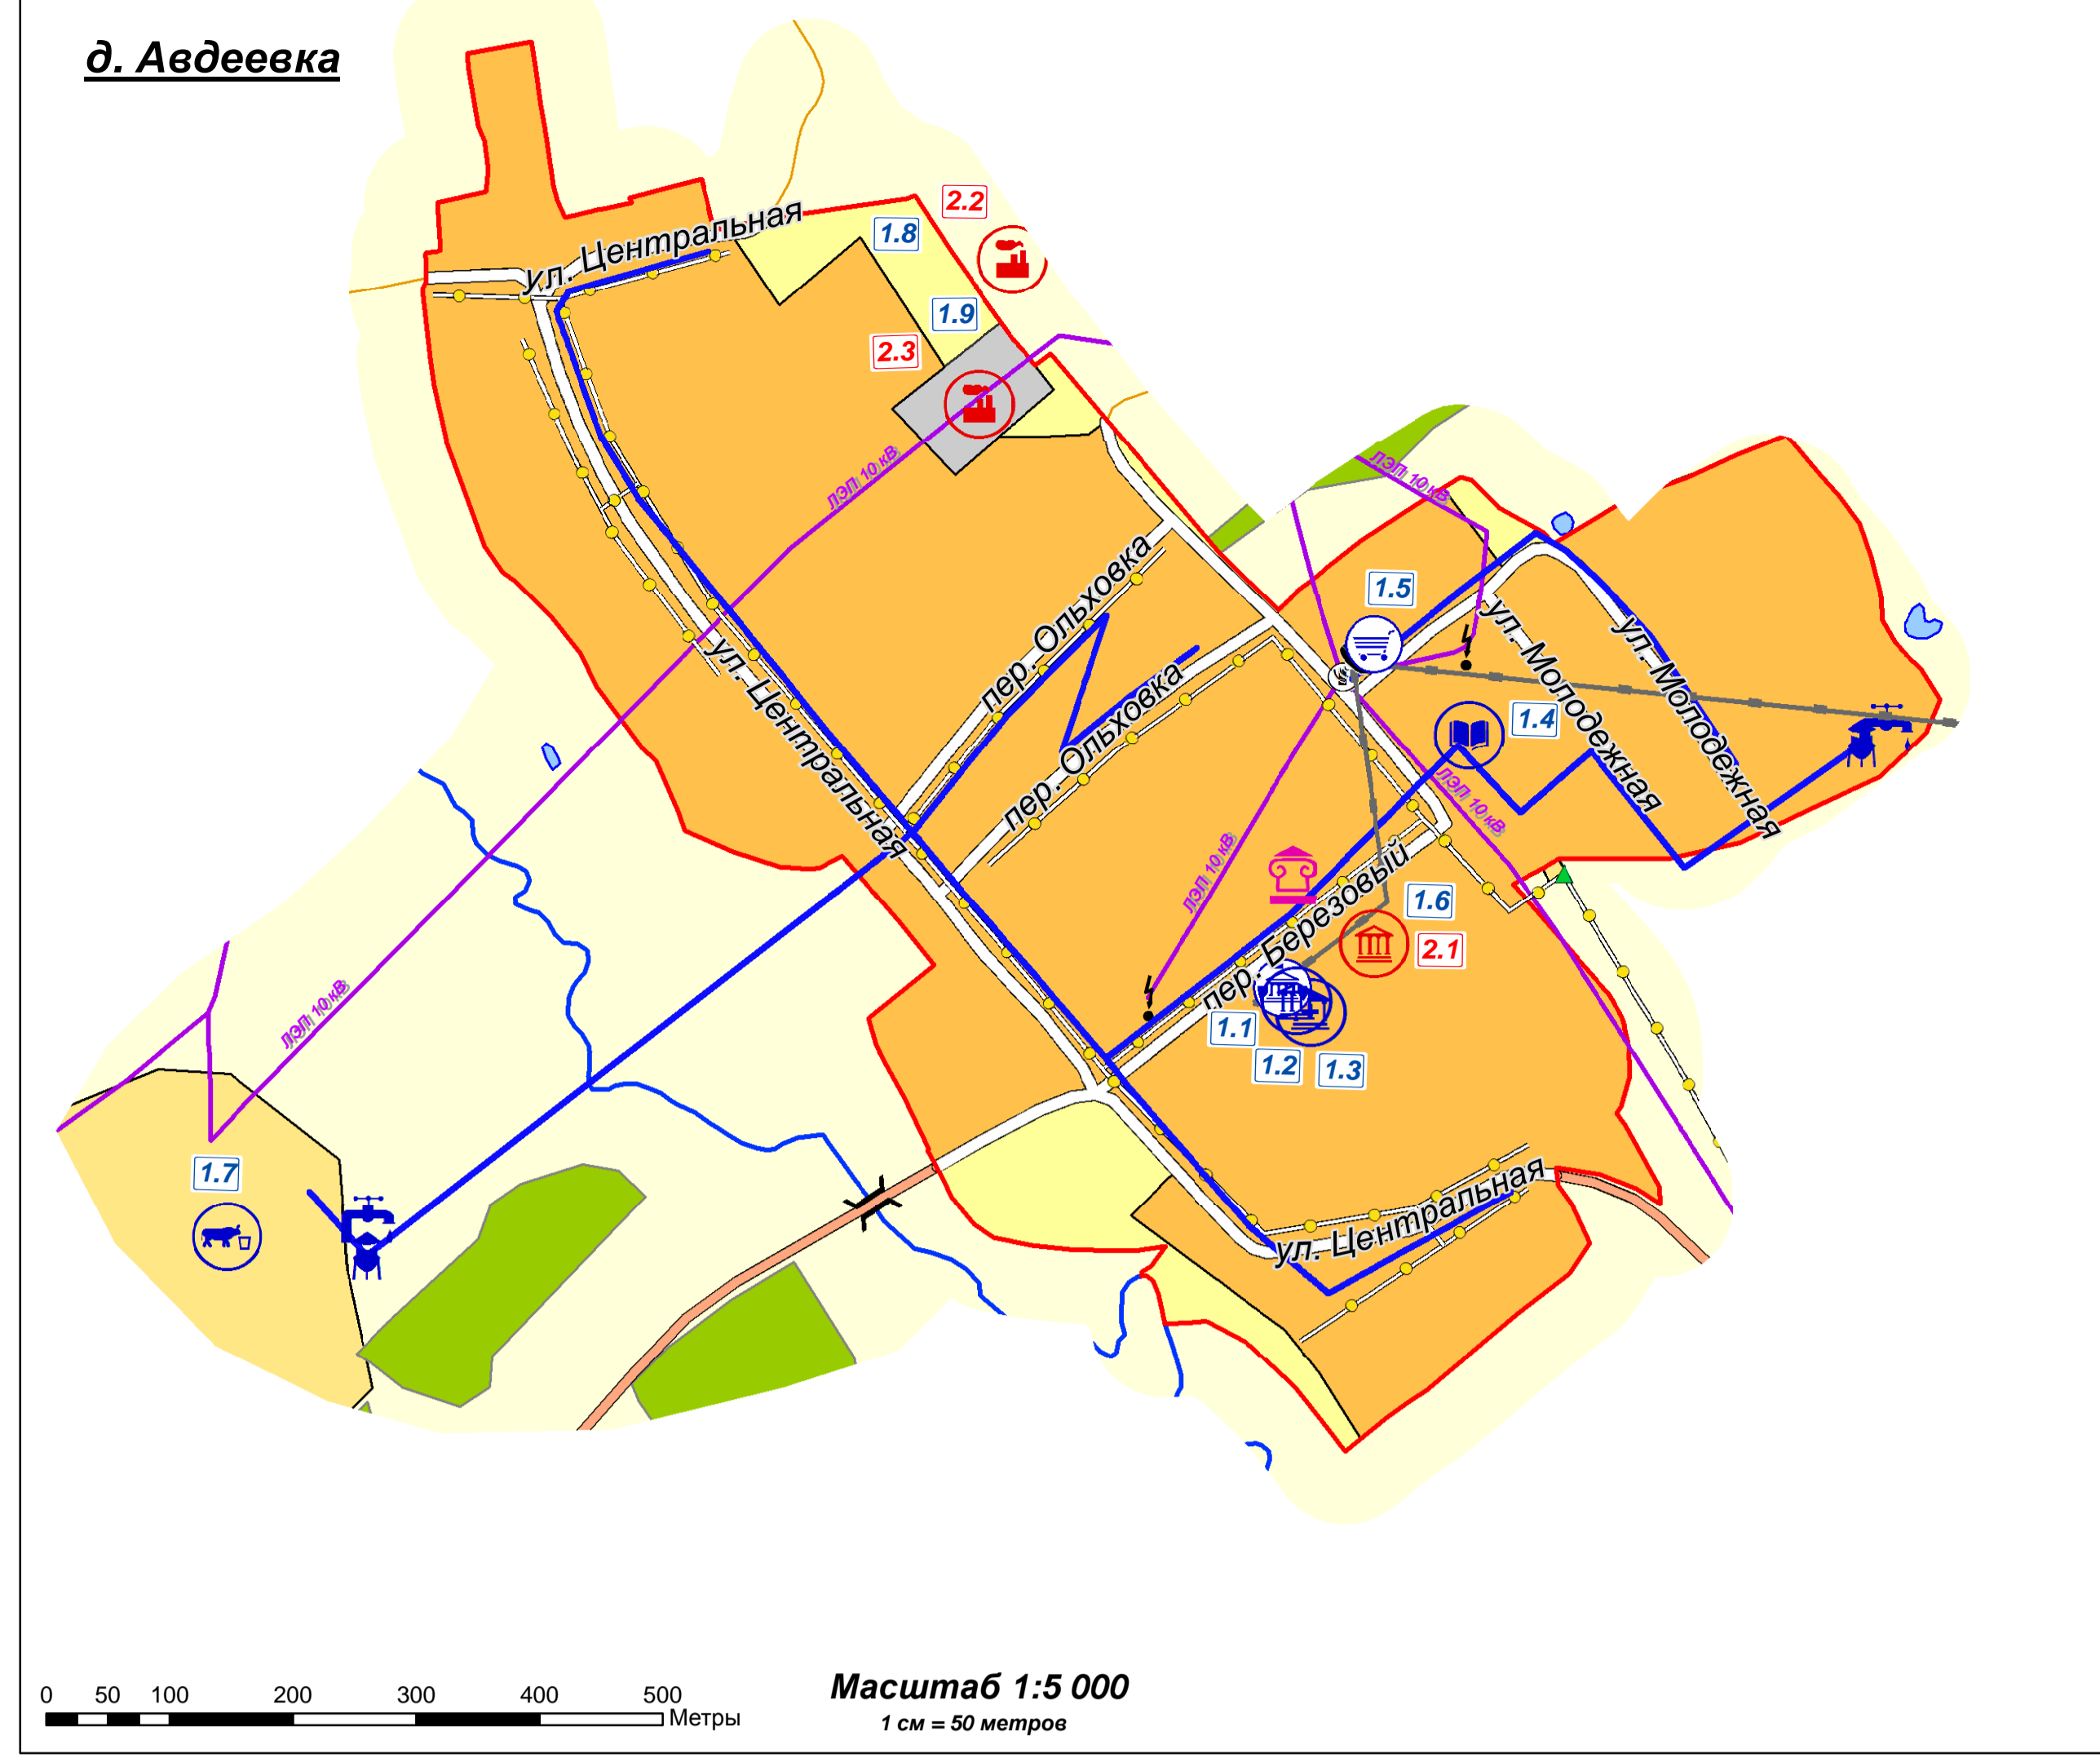 д. Авдеевка
2.2
1.8
ул. Центральная
1.9
2.3
ЛЭП 10 кВ
ЛЭП 10 кВ
пер. Ольховка
1.5
ул. Молодежная
ул. Молодежная
ул. Центральная
пер. Ольховка
1.4
ЛЭП 10 кВ
ЛЭП 10 кВ
пер. Березовый
1.6
2.1
ЛЭП 10 кВ
1.1
1.2
1.3
1.7
ул. Центральная
0 50 100 200 300 400 500
Метры
Масштаб 1:5 000
1 см = 50 метров